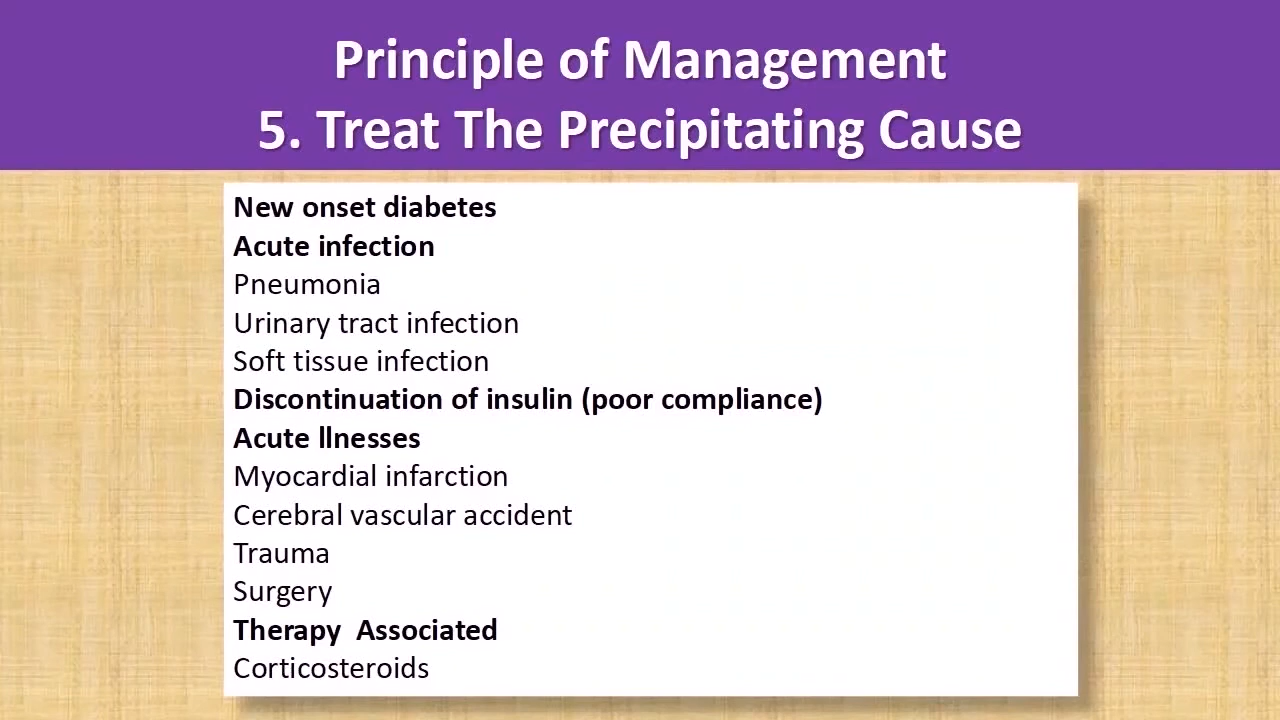 Principle of Management
5. Treat The Precipitating Cause
New onset diabetes
Acute infection
Pneumonia
Urinary tract infection
Soft tissue infection
Discontinuation of insulin (poor compliance)
Acute llnesses
Myocardial infarction
Cerebral vascular accident
Trauma
Surgery
Therapy  Associated
Corticosteroids